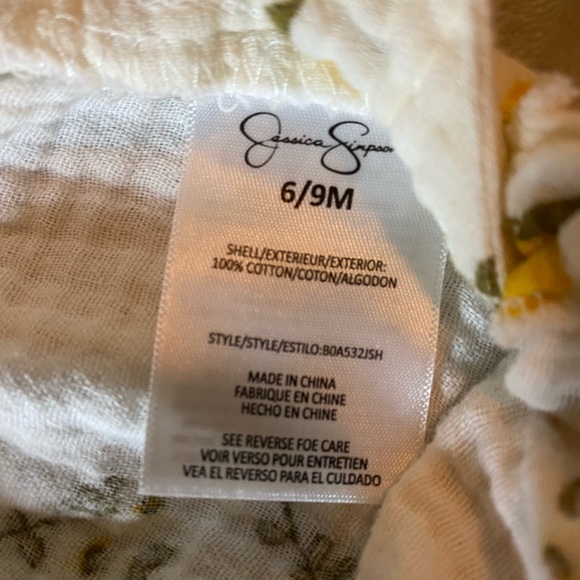 Jessica Simpson
6/9M
SHELL/EXTERIEUR/EXTERIOR:
100% COTTON/COTON/ALGODON
STYLE/STYLE/ESTILO:B0A532JSH
MADE IN CHINA
FABRIQUE EN CHINE
HECHO EN CHINE
SEE REVERSE FOE CARE
VOIR VERSO POUR ENTRETIEN
VEA EL REVERSO PARA EL CULDADO